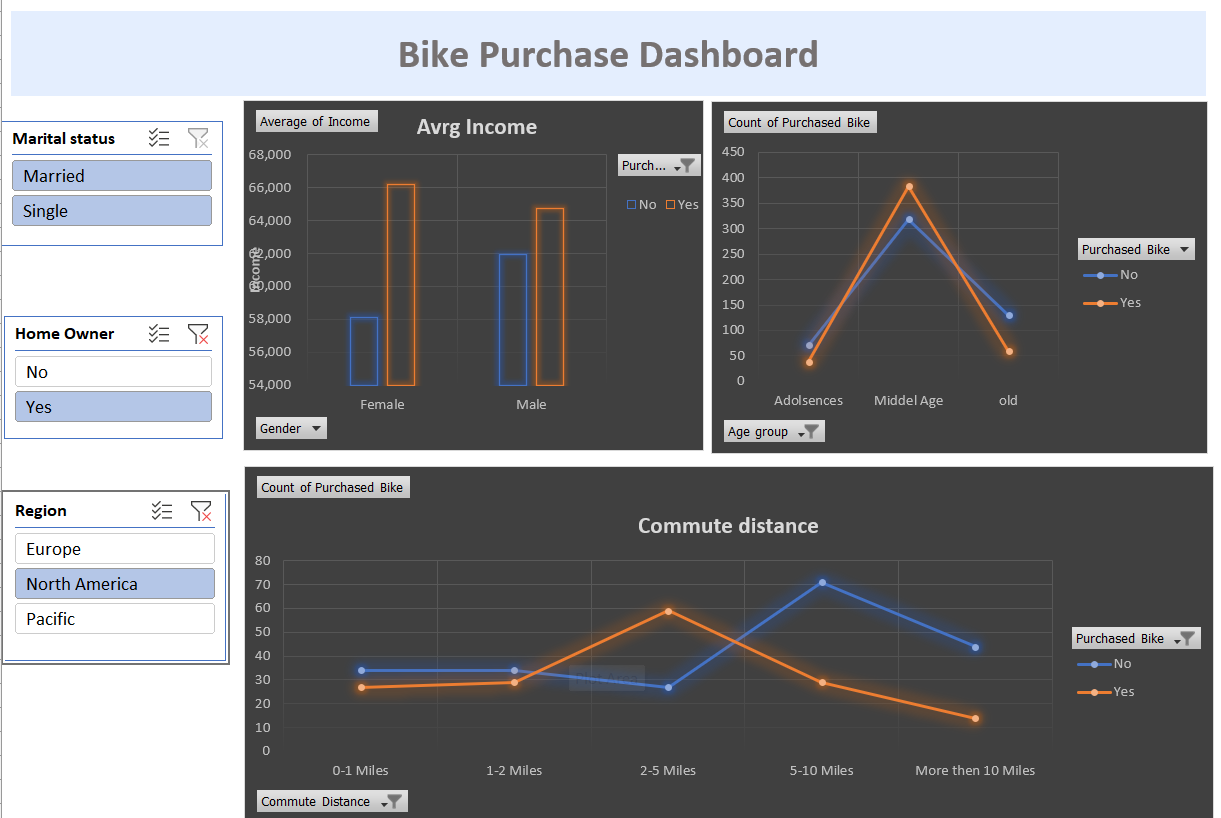 Bike Purchase Dashboard
Marital status
Married
Single
Home Owner
No
Yes
Region
Europe
North America
Pacific
Average of Income
Avrg Income
Purch...
No Yes
Income
68,000
66,000
64,000
62,000
60,000
58,000
56,000
54,000
Female Male
Gender
Count of Purchased Bike
450
400
350
300
250
200
150
100
50
0
Adolsences Middel Age old
Purchased Bike
No
Yes
Age group
Count of Purchased Bike
Commute distance
80
70
60
50
40
30
20
10
0
0-1 Miles 1-2 Miles 2-5 Miles 5-10 Miles More then 10 Miles
Purchased Bike
No
Yes
Commute Distance